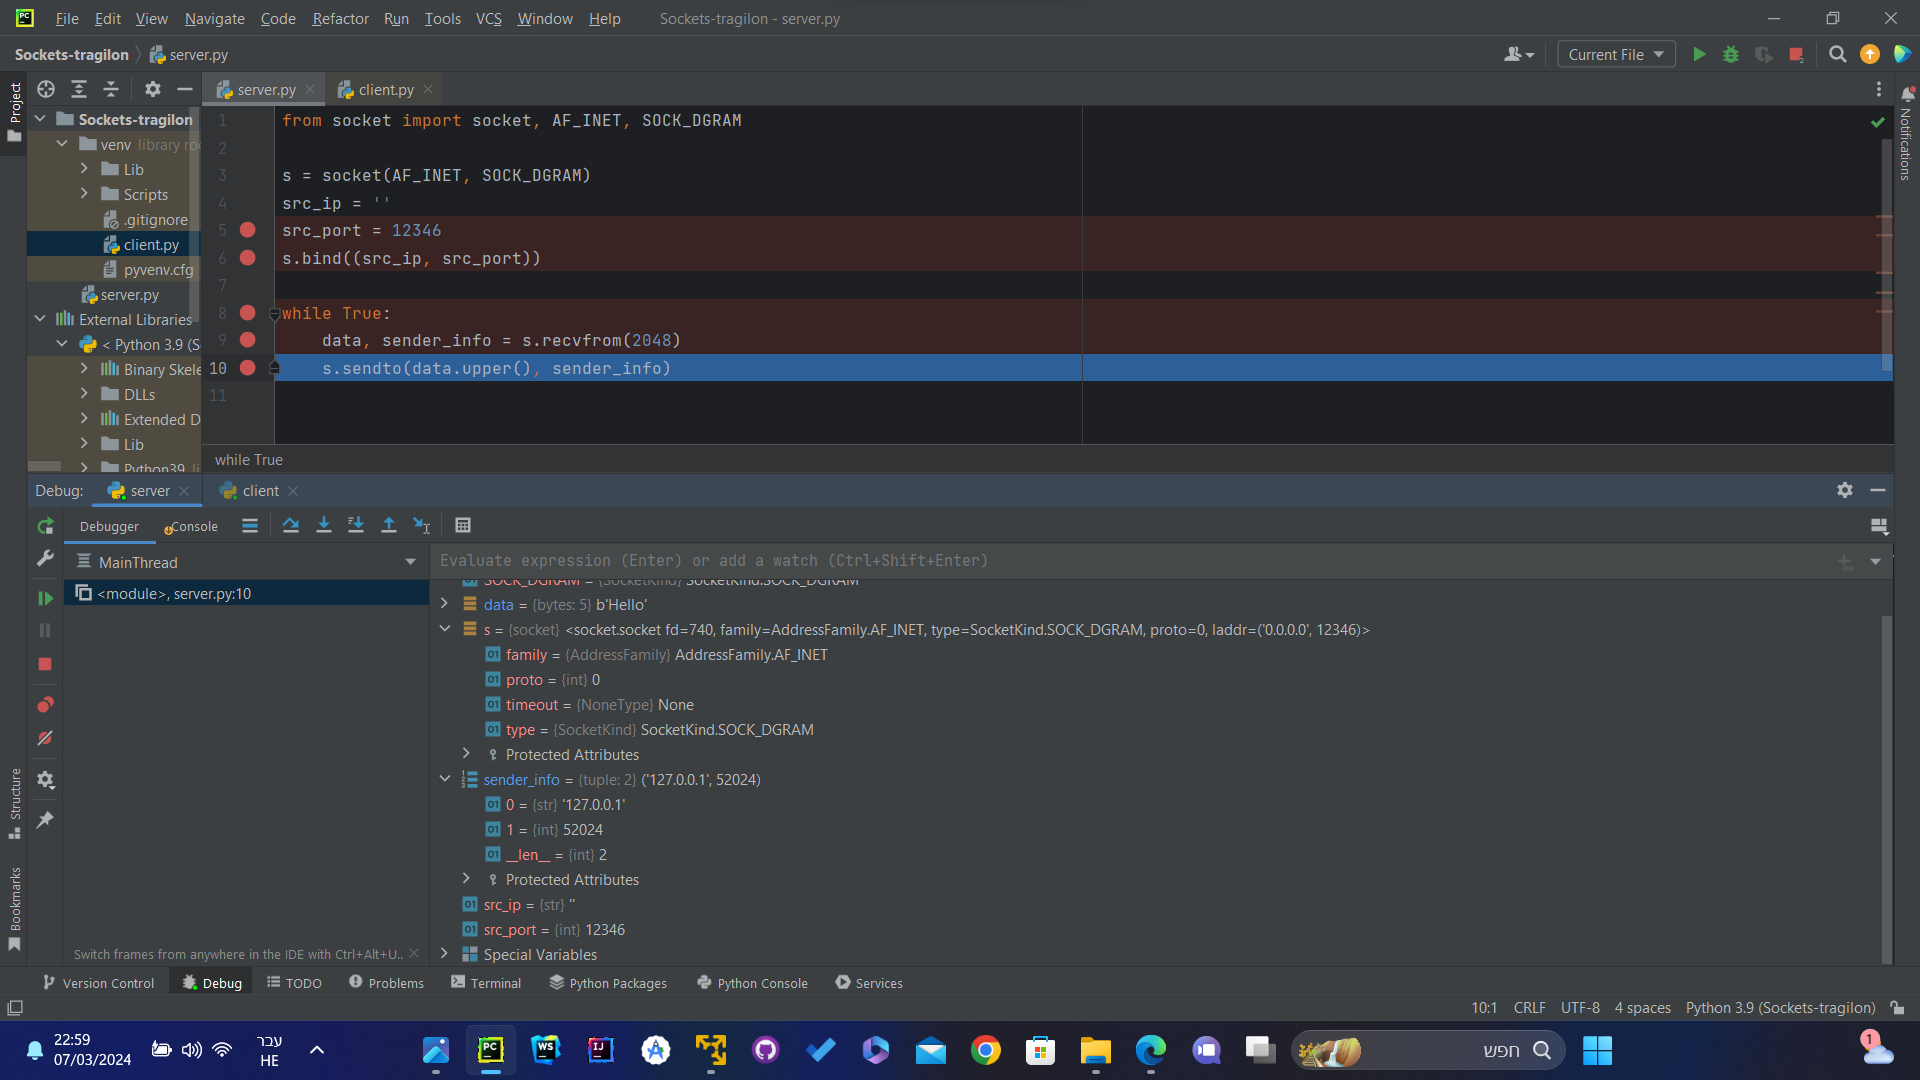 File Edit View Navigate Code Refactor Run Tools VCS Window Help Sockets-tragilon - server.py
Sockets-tragilon server.py Current File
Project
server.py client.py
Notifications
Sockets-tragilon
venv library
Lib
Scripts
.gitignore
client.py
pyvenv.cfg
server.py
External Libraries
< Python 3.9 (S
Binary Skele
DLLs
Extended D
Lib
Python39
1 from socket import socket, AF_INET, SOCK_DGRAM
2
3 s = socket(AF_INET, SOCK_DGRAM)
4 src_ip = ''
5 src_port = 12346
6 s.bind((src_ip, src_port))
7
8 while True:
9 data, sender_info = s.recvfrom(2048)
10 s.sendto(data.upper(), sender_info)
11
while True
Debug: server client
Debugger Console
MainThread
Evaluate expression (Enter) or add a watch (Ctrl+Shift+Enter)
<module>, server.py:10
SOCK_DGRAM = {SocketKind} SocketKind.SOCK_DGRAM
data = {bytes: 5} b'Hello'
s = {socket} <socket.socket fd=740, family=AddressFamily.AF_INET, type=SocketKind.SOCK_DGRAM, proto=0, laddr=('0.0.0.0', 12346)>
family = {AddressFamily} AddressFamily.AF_INET
proto = {int} 0
timeout = {NoneType} None
type = {SocketKind} SocketKind.SOCK_DGRAM
Protected Attributes
sender_info = {tuple: 2} ('127.0.0.1', 52024)
0 = {str} '127.0.0.1'
1 = {int} 52024
__len__ = {int} 2
Protected Attributes
src_ip = {str} ''
src_port = {int} 12346
Special Variables
Structure
Bookmarks
Switch frames from anywhere in the IDE with Ctrl+Alt+U..
Version Control Debug TODO Problems Terminal Python Packages Python Console Services
10:1 CRLF UTF-8 4 spaces Python 3.9 (Sockets-tragilon)
22:59
07/03/2024
עבר
HE
PC WS IJ
חפש
1